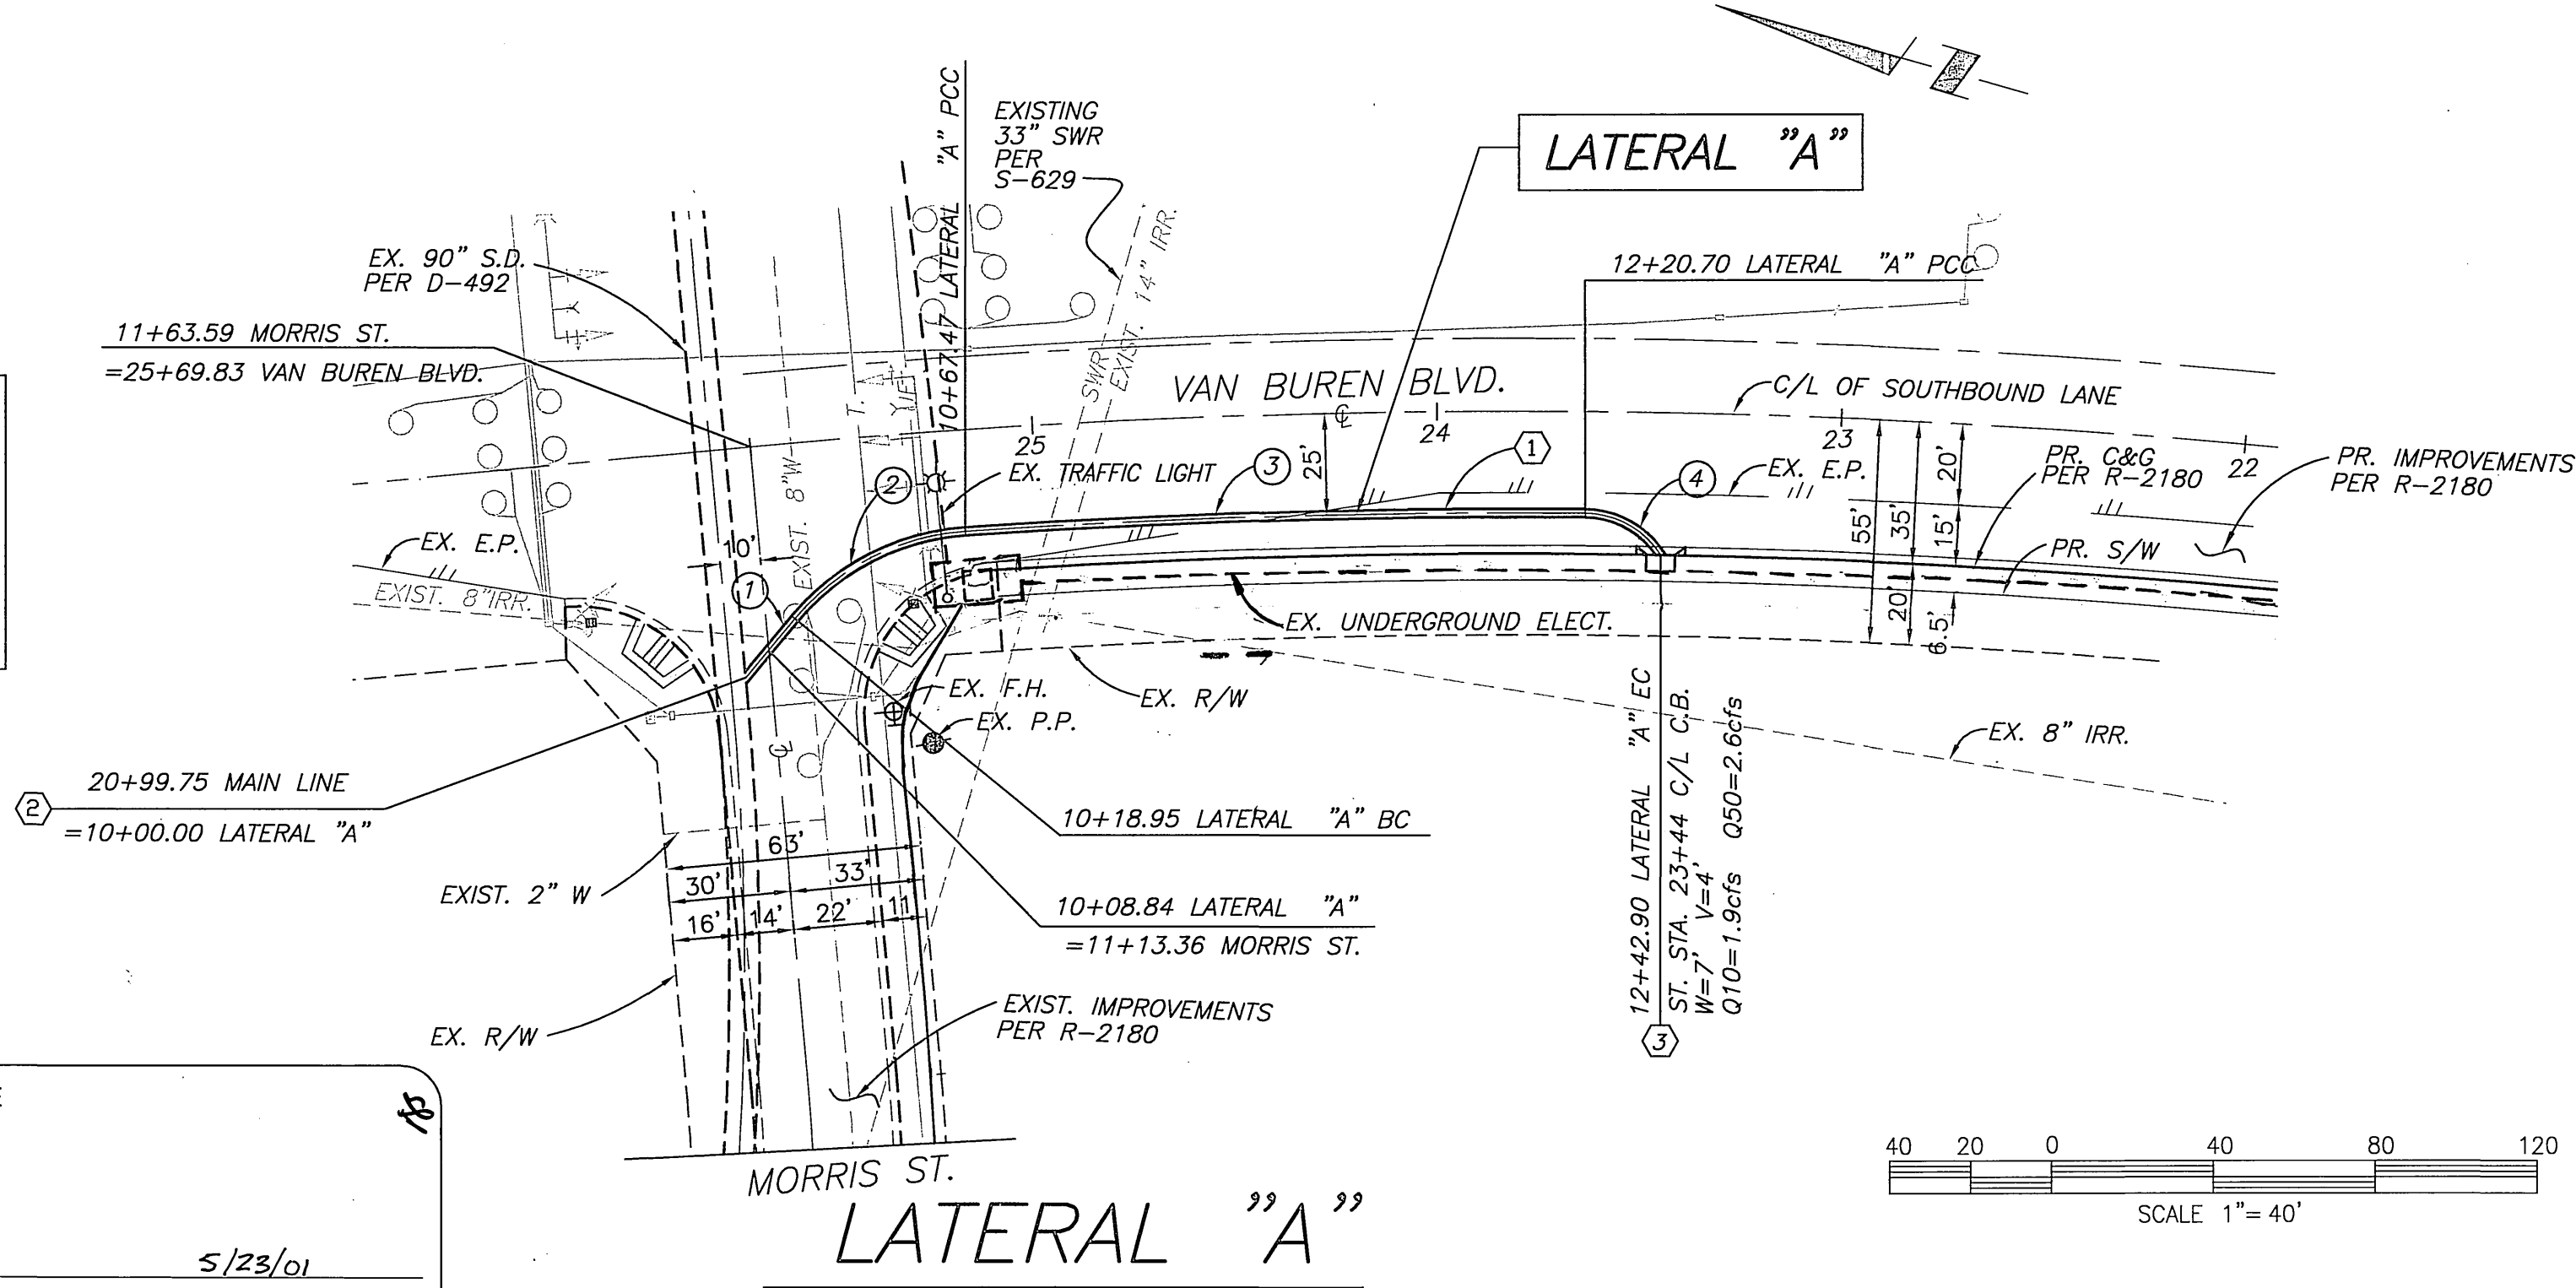 "A" PCC
10+67.47 LATERAL
EXISTING
33" SWR
PER
S-629
LATERAL "A"
EX. 90" S.D.
PER D-492
12+20.70 LATERAL "A" PCC
11+63.59 MORRIS ST.
=25+69.83 VAN BUREN BLVD.
SWR
EXIST. 14" IRR.
VAN BUREN BLVD.
C/L OF SOUTHBOUND LANE
25
24
23
22
EX. TRAFFIC LIGHT
3
25'
1
EX. E.P.
4
PR. C&G
PER R-2180
PR. IMPROVEMENTS
PER R-2180
2
EXIST. 8"W
T.
55'
35'
20'
15'
20'
6.5'
PR. S/W
EX. E.P.
EXIST. 8"IRR.
10'
1
EX. UNDERGROUND ELECT.
EX. R/W
EX. F.H.
EX. P.P.
EX. 8" IRR.
2
20+99.75 MAIN LINE
=10+00.00 LATERAL "A"
10+18.95 LATERAL "A" BC
EXIST. 2" W
63'
30'
33'
16'
14'
22'
11'
10+08.84 LATERAL "A"
=11+13.36 MORRIS ST.
12+42.90 LATERAL "A" EC
ST. STA. 23+44 C/L C.B.
W=7' V=4'
Q10=1.9cfs Q50=2.6cfs
3
EX. R/W
EXIST. IMPROVEMENTS
PER R-2180
MORRIS ST.
LATERAL "A"
40 20 0 40 80 120
SCALE 1"= 40'
5/23/01